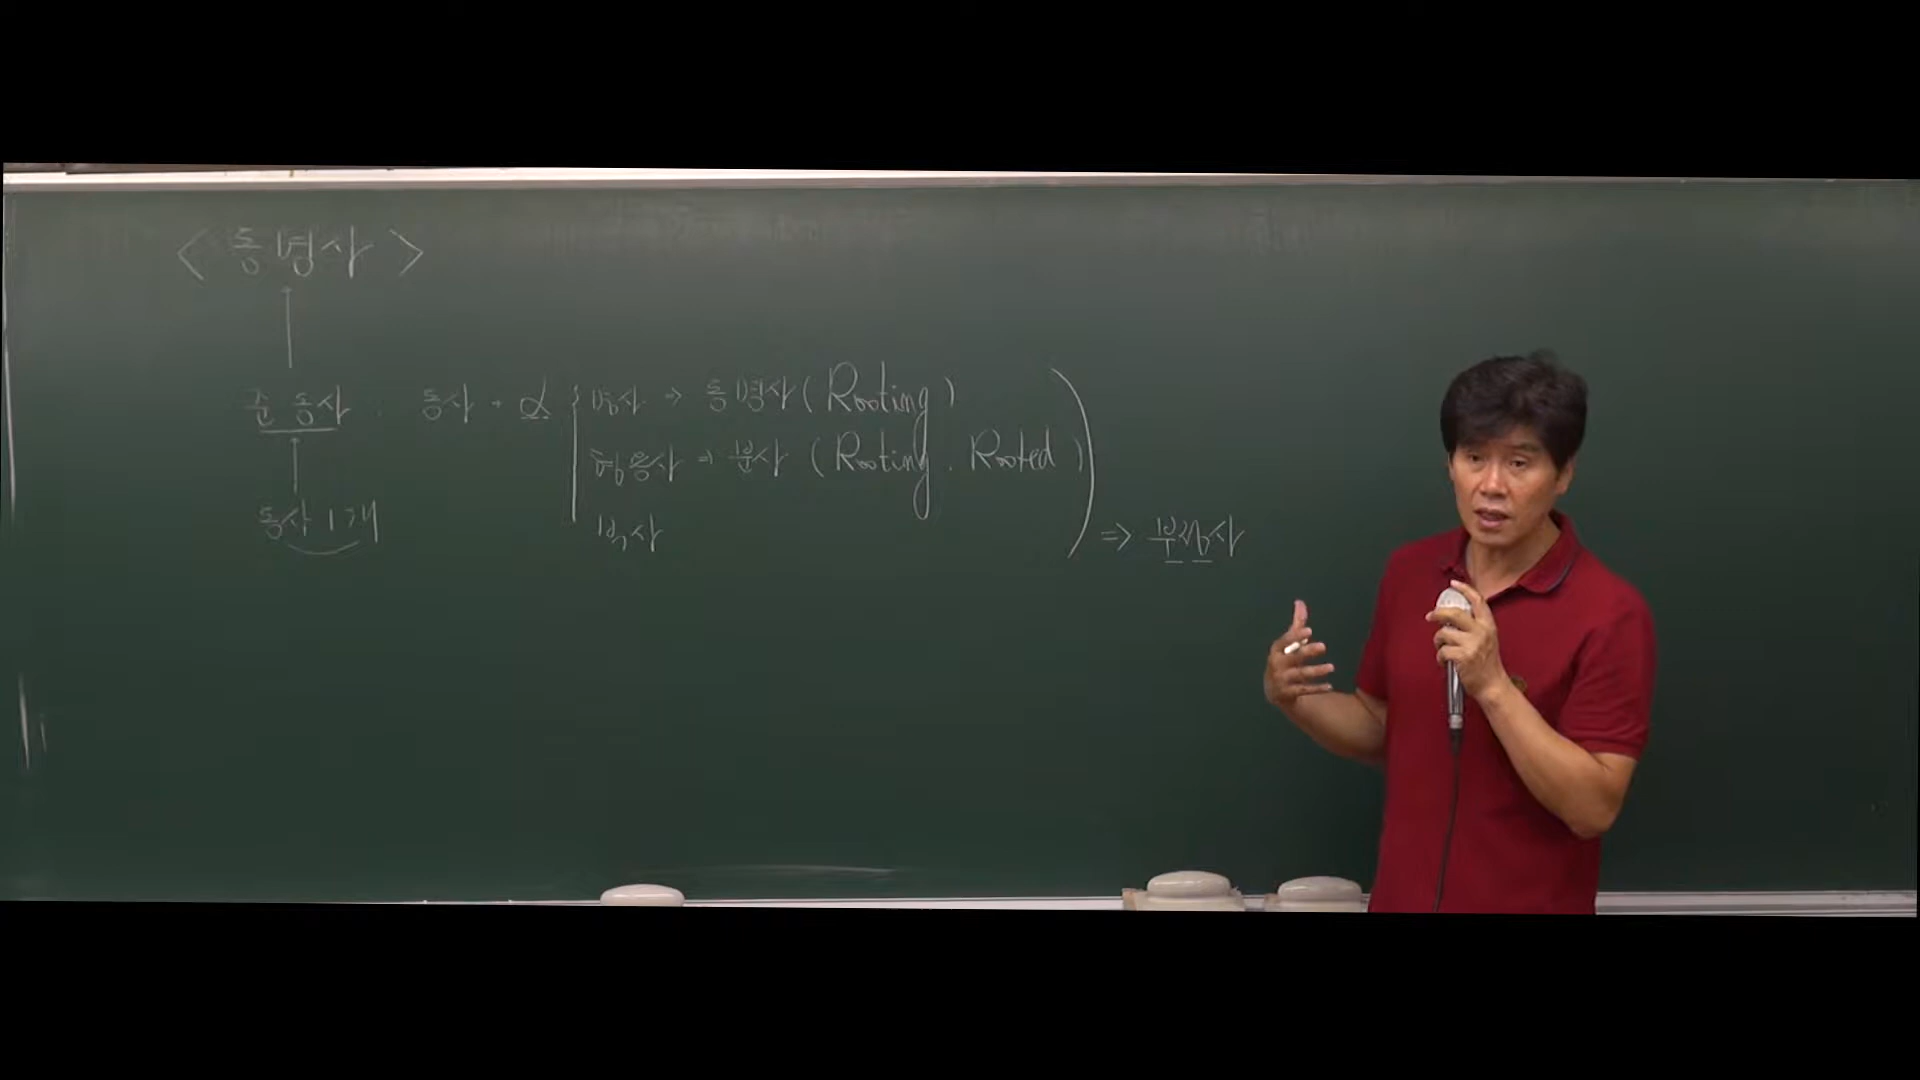 < 동명사 >
준동사 . 동사 + α { 명사 → 동명사 ( Rooting )
형용사 → 분사 ( Rooting . Rooted )
동사 1개
부사
⇒ 부정사